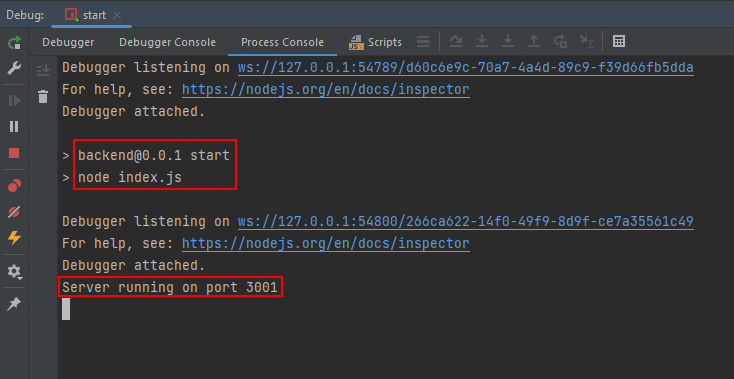 Debug:
start
Debugger
Debugger Console
Process Console
JS
Scripts
Debugger listening on ws://127.0.0.1:54789/d60c6e9c-70a7-4a4d-89c9-f39d66fb5dda
For help, see: https://nodejs.org/en/docs/inspector
Debugger attached.
> backend@0.0.1 start
> node index.js
Debugger listening on ws://127.0.0.1:54800/266ca622-14f0-49f9-8d9f-ce7a35561c49
For help, see: https://nodejs.org/en/docs/inspector
Debugger attached.
Server running on port 3001